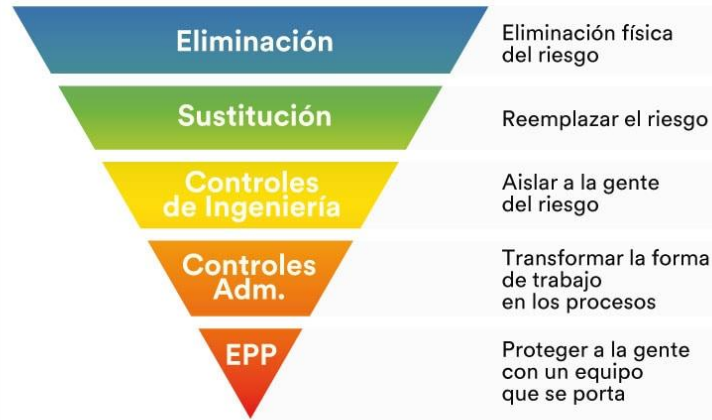 Eliminación
Eliminación física
del riesgo
Sustitución
Reemplazar el riesgo
Controles
de Ingeniería
Aislar a la gente
del riesgo
Controles
Adm.
Transformar la forma
de trabajo
en los procesos
EPP
Proteger a la gente
con un equipo
que se porta